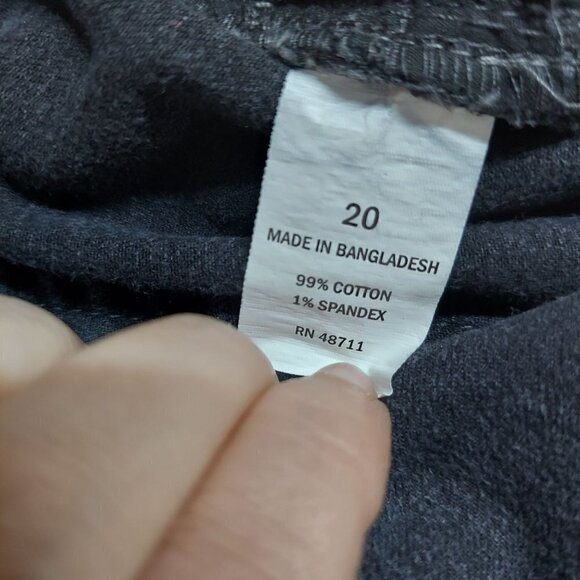 20
MADE IN BANGLADESH
99% COTTON
1% SPANDEX
RN 48711